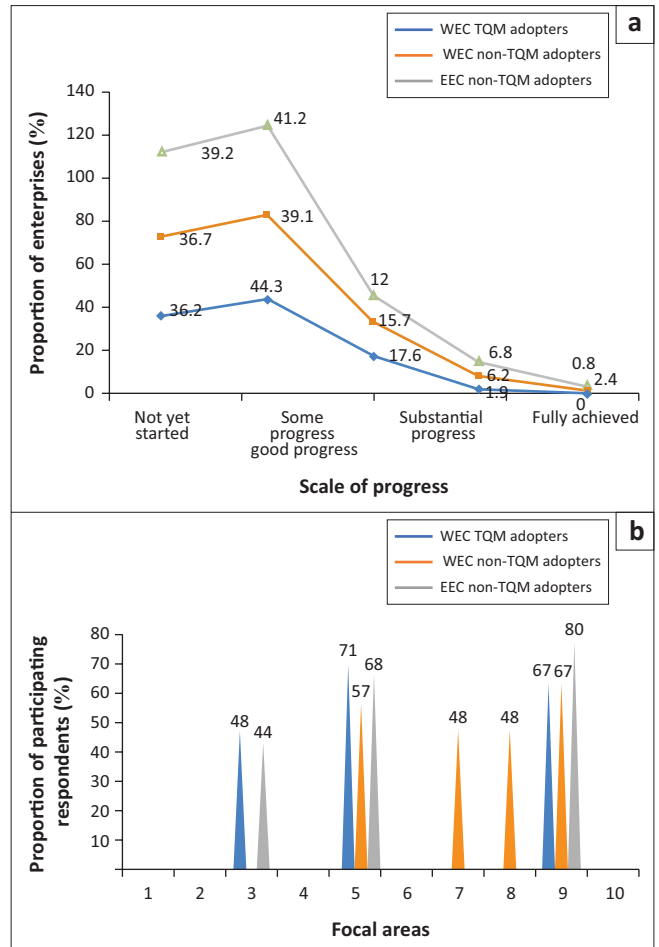 a
WEC TQM adopters
WEC non-TQM adopters
EEC non-TQM adopters
Proportion of enterprises (%)
140
120
100
80
60
40
20
0
39.2
41.2
12
6.8
0.8
36.7
39.1
15.7
6.2
2.4
36.2
44.3
17.6
1.9
0
Not yet
started
Some
progress
good progress
Substantial
progress
Fully achieved
Scale of progress
b
WEC TQM adopters
WEC non-TQM adopters
EEC non-TQM adopters
Proportion of participating
respondents (%)
80
70
60
50
40
30
20
10
48
44
71
57
68
48
48
67
67
80
1 2 3 4 5 6 7 8 9 10
Focal areas